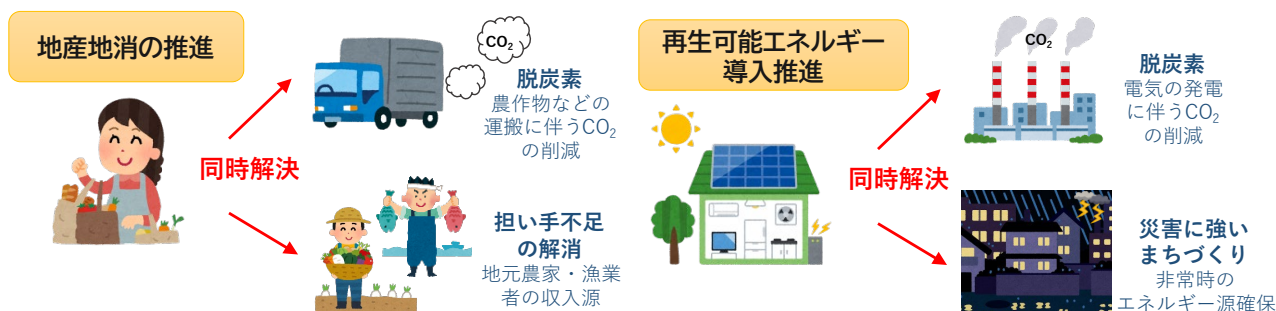 地産地消の推進
CO₂
脱炭素
農作物などの
運搬に伴うCO₂
の削減
同時解決
担い手不足
の解消
地元農家・漁業
者の収入源
再生可能エネルギー
導入推進
CO₂
脱炭素
電気の発電
に伴うCO₂
の削減
同時解決
災害に強い
まちづくり
非常時の
エネルギー源確保